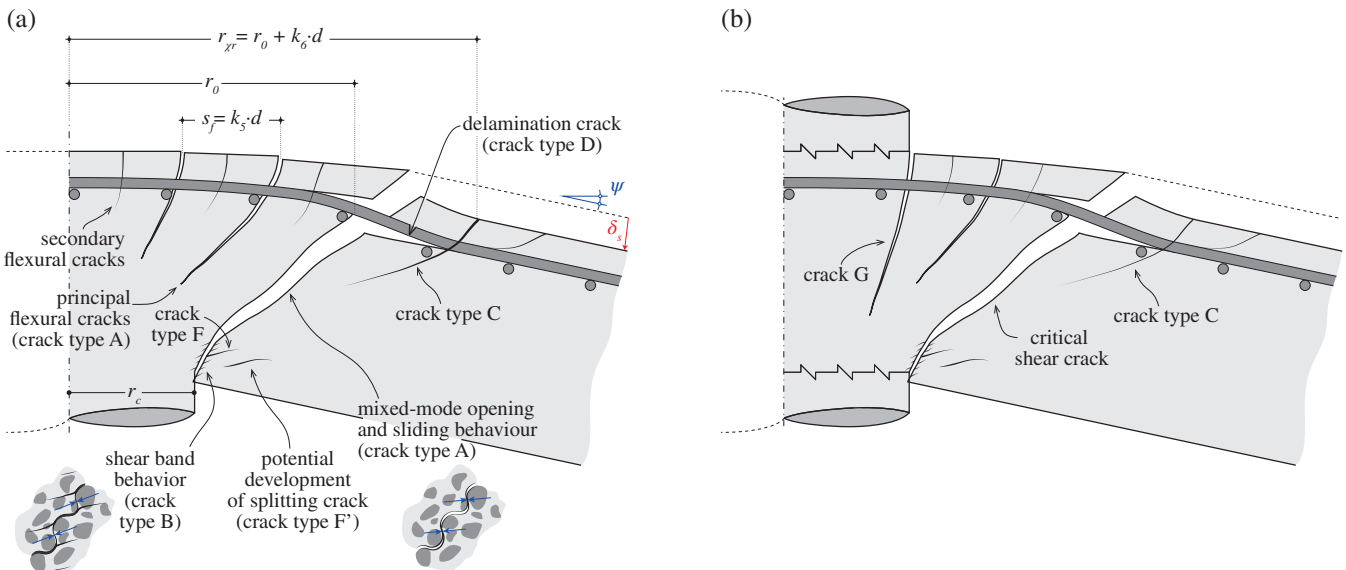 (a)
r_χr = r_0 + k_6·d
r_0
s_f = k_5·d
delamination crack
(crack type D)
ψ
δ_s
secondary
flexural cracks
principal
flexural cracks
(crack type A)
crack
type F
crack type C
r_c
mixed-mode opening
and sliding behaviour
(crack type A)
shear band
behavior
(crack
type B)
potential
development
of splitting crack
(crack type F’)
(b)
crack G
crack type C
critical
shear crack